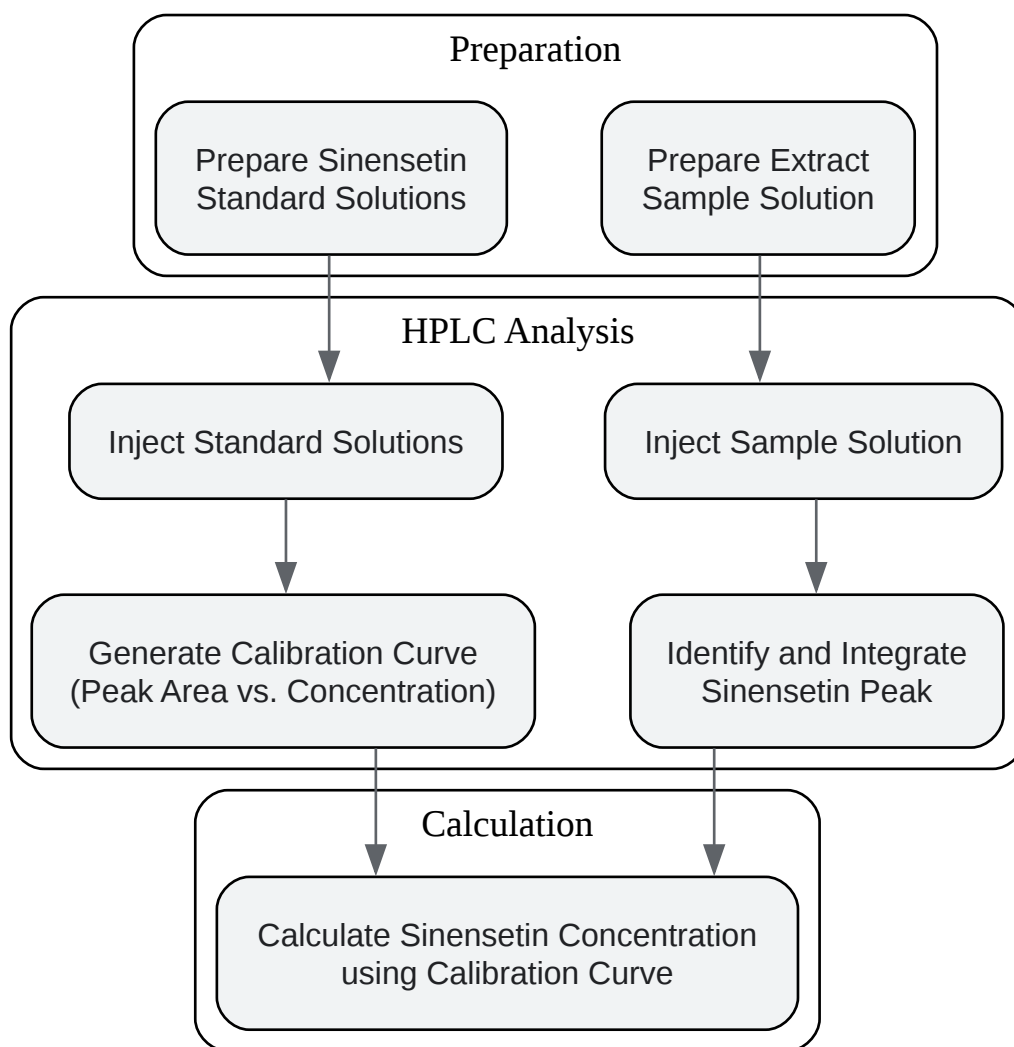 Preparation
Prepare Sinensetin
Standard Solutions
Prepare Extract
Sample Solution
HPLC Analysis
Inject Standard Solutions
Inject Sample Solution
Generate Calibration Curve
(Peak Area vs. Concentration)
Identify and Integrate
Sinensetin Peak
Calculation
Calculate Sinensetin Concentration
using Calibration Curve